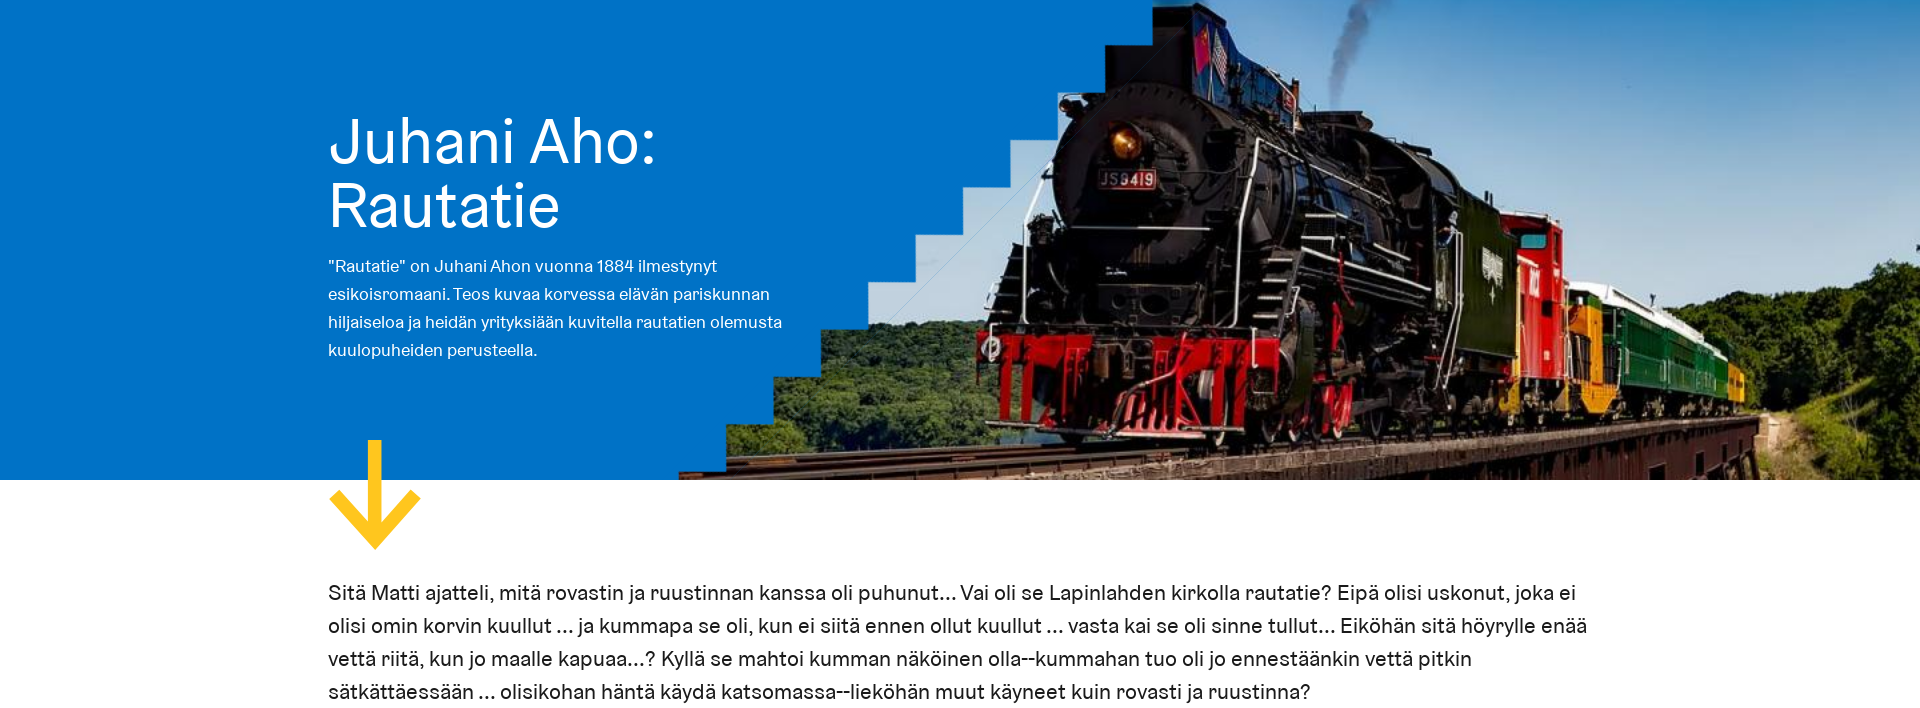 Juhani Aho:
Rautatie
"Rautatie" on Juhani Ahon vuonna 1884 ilmestynyt
esikoisromaani. Teos kuvaa korvessa elävän pariskunnan
hiljaiseloa ja heidän yrityksiään kuvitella rautatien olemusta
kuulopuheiden perusteella.
JS8419
Sitä Matti ajatteli, mitä rovastin ja ruustinnan kanssa oli puhunut... Vai oli se Lapinlahden kirkolla rautatie? Eipä olisi uskonut, joka ei
olisi omin korvin kuullut ... ja kummapa se oli, kun ei siitä ennen ollut kuullut ... vasta kai se oli sinne tullut... Eiköhän sitä höyrylle enää
vettä riitä, kun jo maalle kapuaa...? Kyllä se mahtoi kumman näköinen olla--kummahan tuo oli jo ennestäänkin vettä pitkin
sätkättäessään ... olisikohan häntä käydä katsomassa--lieköhän muut käyneet kuin rovasti ja ruustinna?